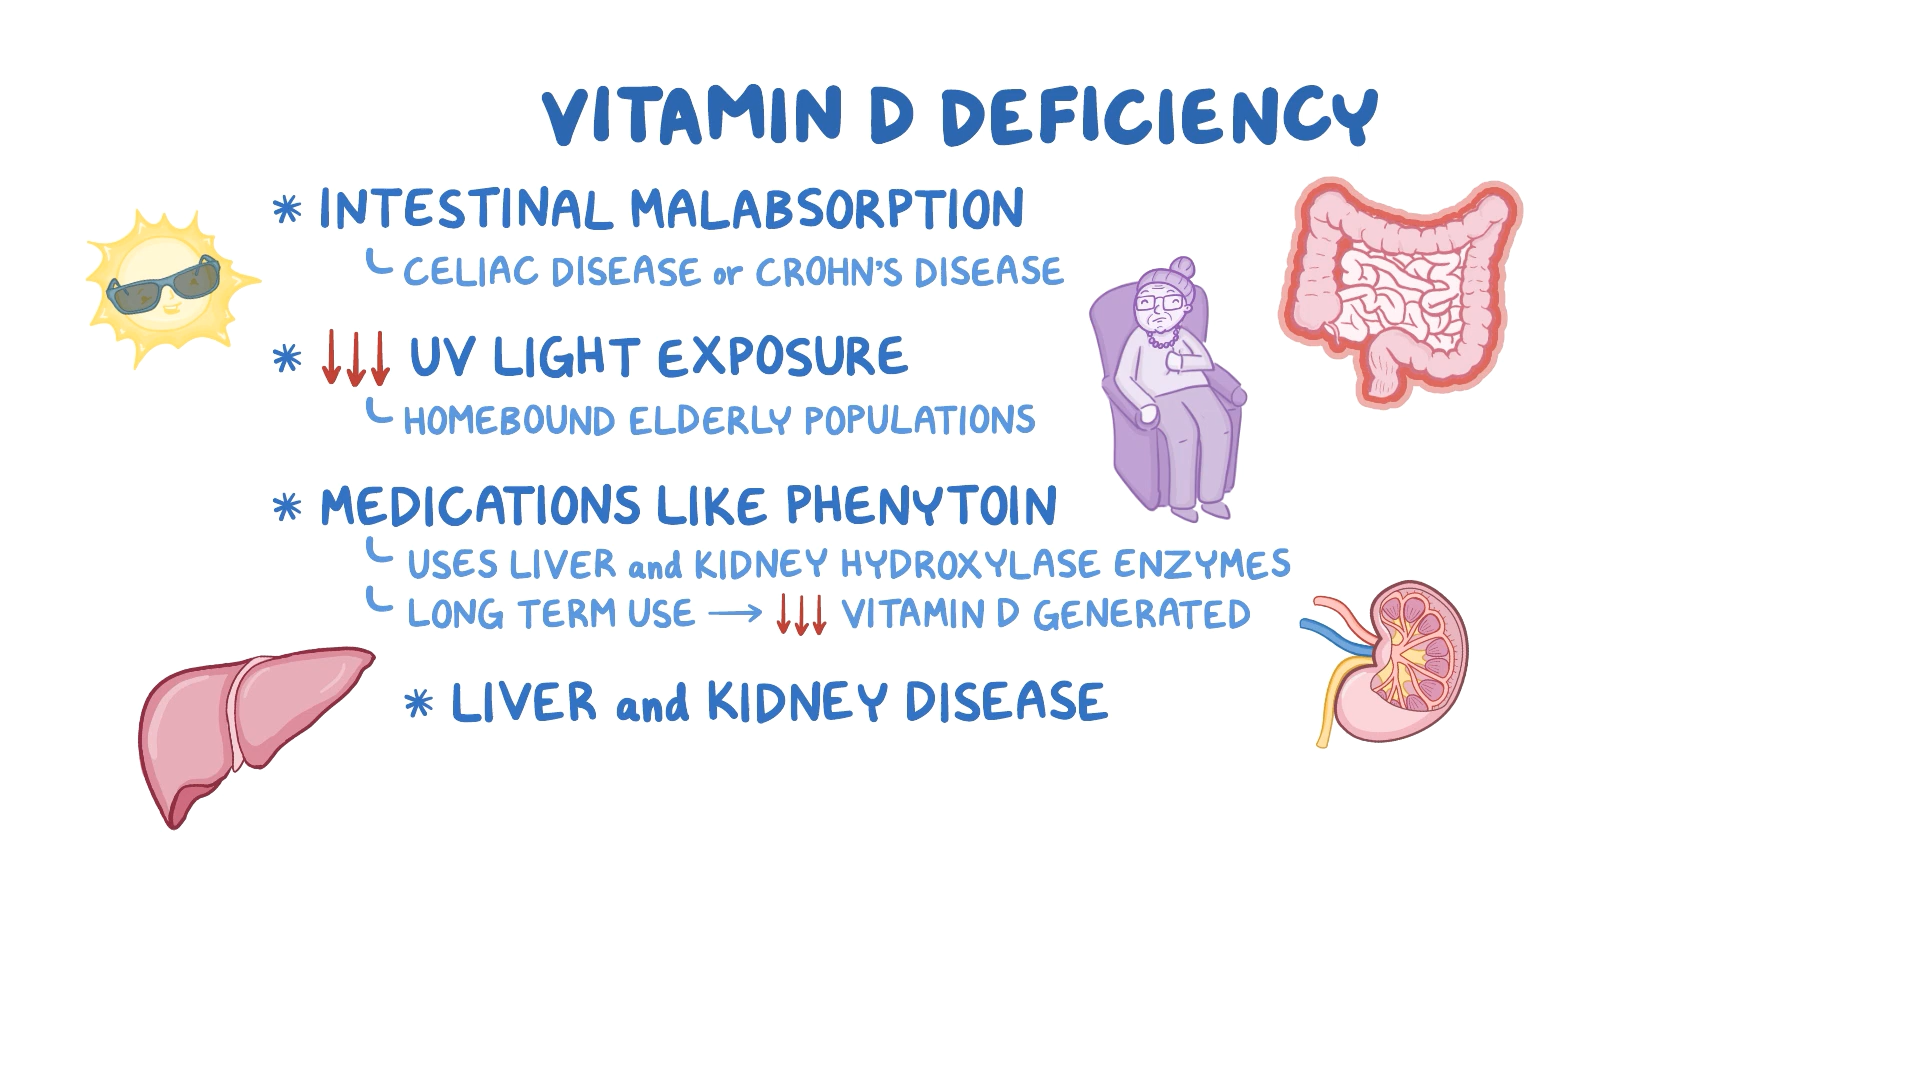 VITAMIN D DEFICIENCY
* INTESTINAL MALABSORPTION
CELIAC DISEASE or CROHN'S DISEASE
* ↓↓↓ UV LIGHT EXPOSURE
HOMEBOUND ELDERLY POPULATIONS
* MEDICATIONS LIKE PHENYTOIN
USES LIVER and KIDNEY HYDROXYLASE ENZYMES
LONG TERM USE → ↓↓↓ VITAMIN D GENERATED
* LIVER and KIDNEY DISEASE